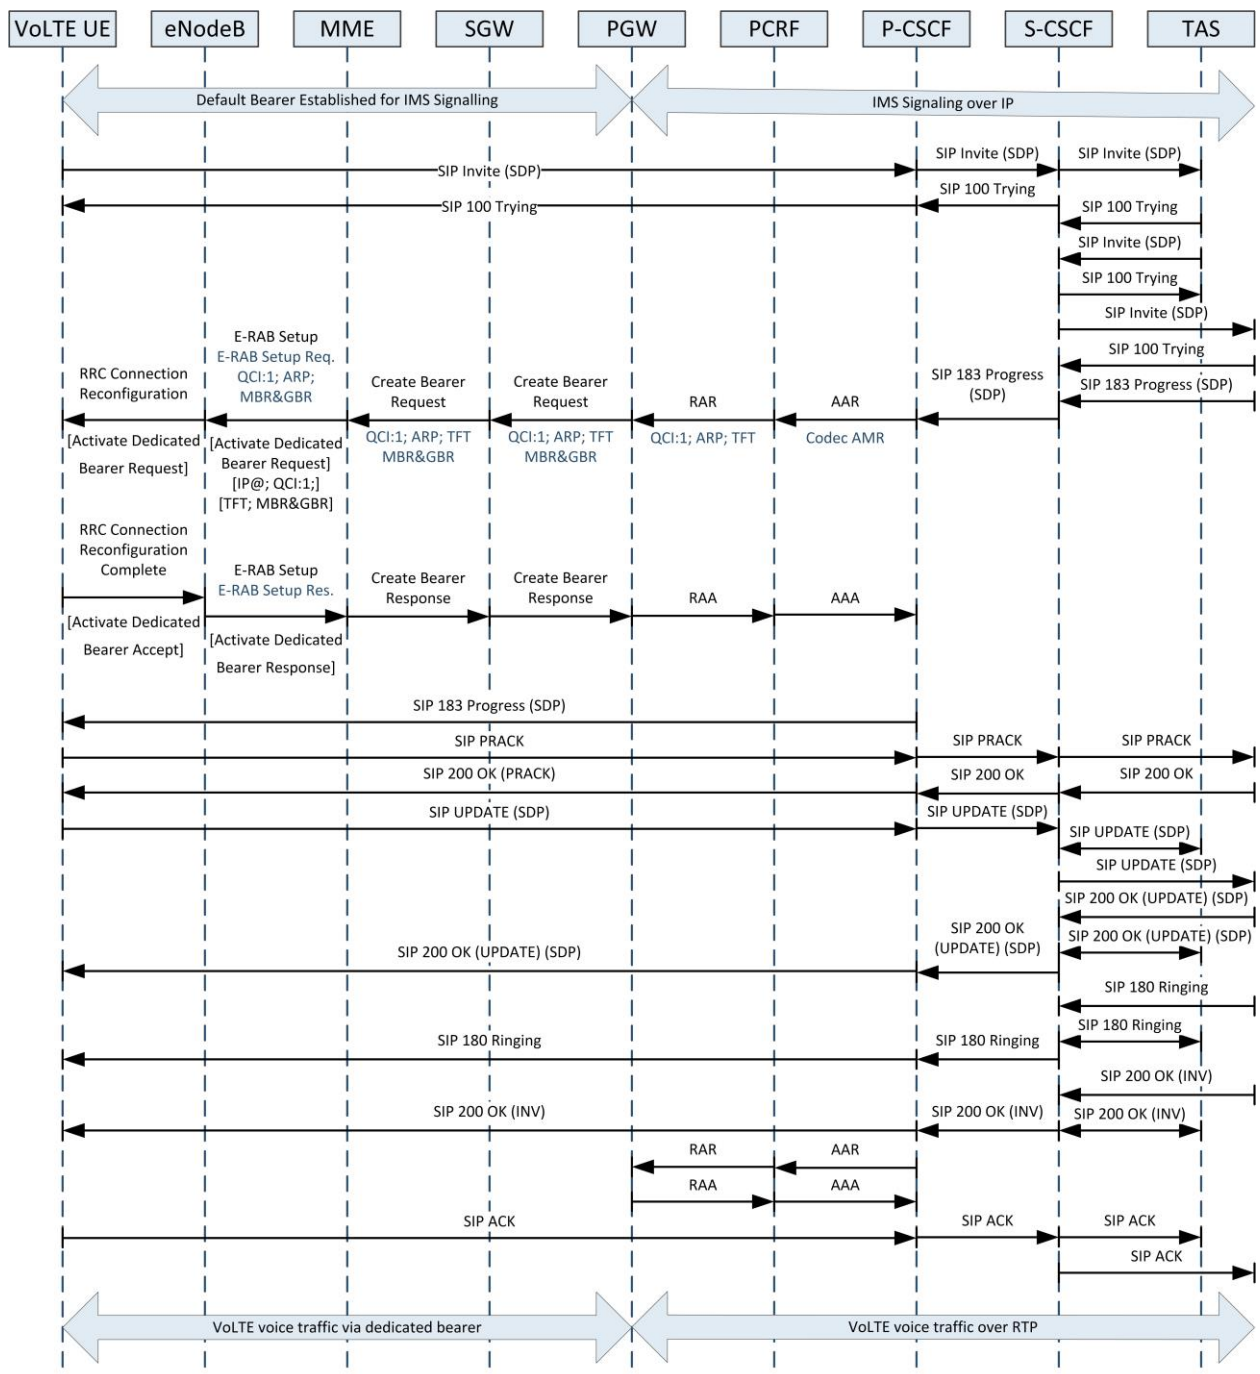 VoLTE UE eNodeB MME SGW PGW PCRF P-CSCF S-CSCF TAS
Default Bearer Established for IMS Signalling
IMS Signaling over IP
SIP Invite (SDP)
SIP Invite (SDP)
SIP Invite (SDP)
SIP 100 Trying
SIP 100 Trying
SIP 100 Trying
SIP Invite (SDP)
SIP 100 Trying
SIP Invite (SDP)
SIP 100 Trying
SIP 183 Progress (SDP)
SIP 183 Progress
(SDP)
AAR
Codec AMR
RAR
QCI:1; ARP; TFT
Create Bearer
Request
QCI:1; ARP; TFT
MBR&GBR
Create Bearer
Request
QCI:1; ARP; TFT
MBR&GBR
E-RAB Setup
E-RAB Setup Req.
QCI:1; ARP;
MBR&GBR
[Activate Dedicated
Bearer Request]
[IP@; QCI:1;]
[TFT; MBR&GBR]
RRC Connection
Reconfiguration
[Activate Dedicated
Bearer Request]
RRC Connection
Reconfiguration
Complete
[Activate Dedicated
Bearer Accept]
E-RAB Setup
E-RAB Setup Res.
[Activate Dedicated
Bearer Response]
Create Bearer
Response
Create Bearer
Response
RAA
AAA
SIP 183 Progress (SDP)
SIP PRACK
SIP PRACK
SIP PRACK
SIP 200 OK (PRACK)
SIP 200 OK
SIP 200 OK
SIP UPDATE (SDP)
SIP UPDATE (SDP)
SIP UPDATE (SDP)
SIP UPDATE (SDP)
SIP 200 OK (UPDATE) (SDP)
SIP 200 OK (UPDATE) (SDP)
SIP 200 OK
(UPDATE) (SDP)
SIP 200 OK (UPDATE) (SDP)
SIP 180 Ringing
SIP 180 Ringing
SIP 180 Ringing
SIP 180 Ringing
SIP 200 OK (INV)
SIP 200 OK (INV)
SIP 200 OK (INV)
SIP 200 OK (INV)
RAR
AAR
RAA
AAA
SIP ACK
SIP ACK
SIP ACK
SIP ACK
VoLTE voice traffic via dedicated bearer
VoLTE voice traffic over RTP